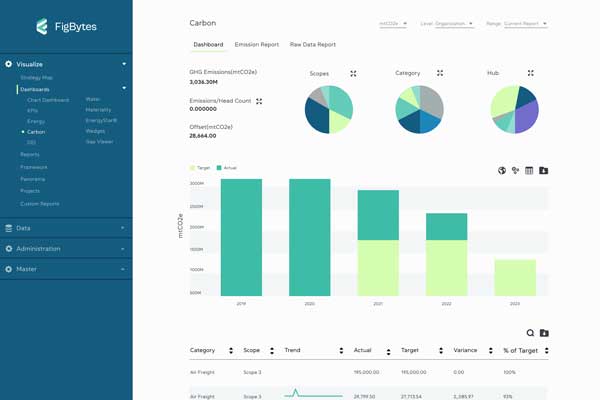 FigBytes
Visualize
Strategy Map
Dashboards
Chart Dashboard
Water
KPIs
Materiality
Energy
EnergyStar®
Carbon
Widgets
Gap Viewer
Reports
Framework
Panorama
Projects
Custom Reports
Data
Administration
Master
Carbon
mtCO2e
Level: Organization
Range: Current Report
Dashboard
Emission Report
Raw Data Report
GHG Emissions(mtCO2e)
3,036.30M
Emissions/Head Count
0.000000
Offset(mtCO2e)
28,664.00
Scopes
Category
Hub
Target
Actual
mtCO2e
3000M
2500M
2000M
1500M
1000M
500M
2019
2020
2021
2022
2023
Category
Scope
Trend
Actual
Target
Variance
% of Target
Air Freight
Scope 3
195,000.00
195,000.00
0.00
100%
Air Freight
Scope 3
29,799.50
27,713.54
2,085.97
93%